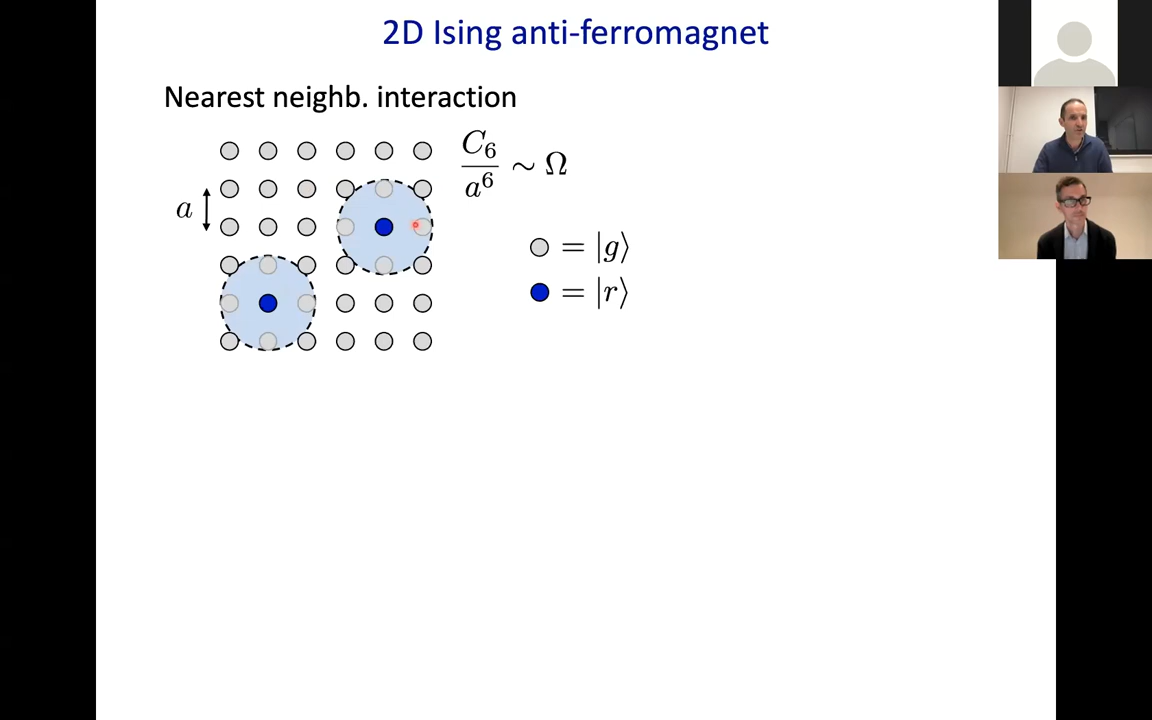 2D Ising anti-ferromagnet
Nearest neighb. interaction
C₆/a⁶ ~ Ω
a
= |g⟩
= |r⟩